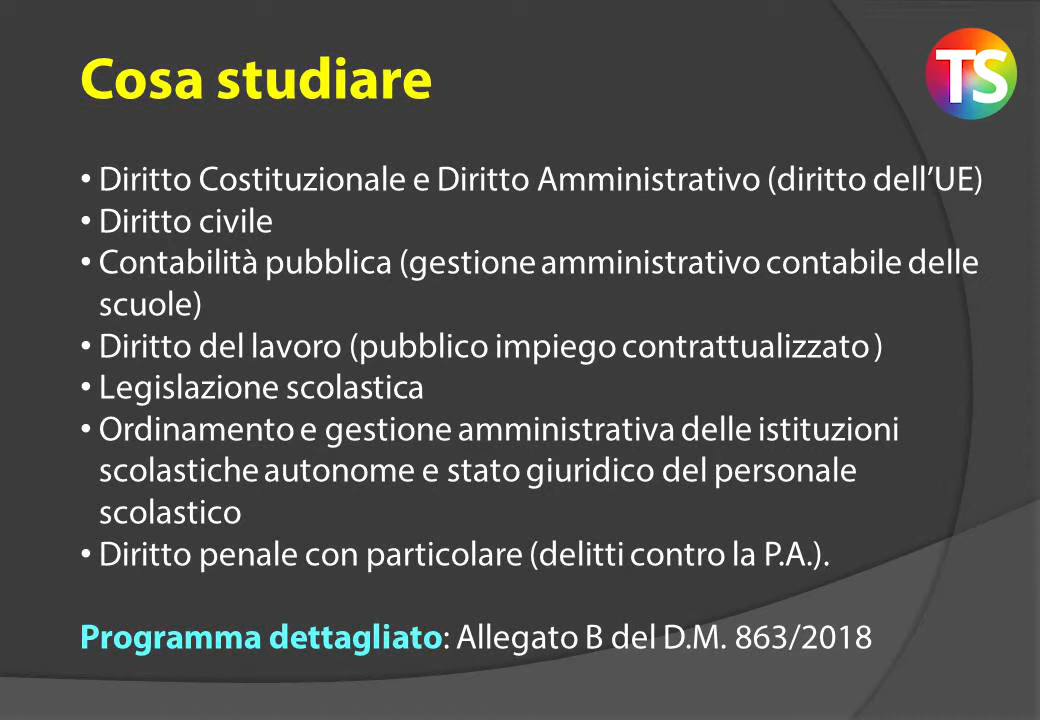 Cosa studiare
TS
• Diritto Costituzionale e Diritto Amministrativo (diritto dell’UE)
• Diritto civile
• Contabilità pubblica (gestione amministrativo contabile delle
scuole)
• Diritto del lavoro (pubblico impiego contrattualizzato )
• Legislazione scolastica
• Ordinamento e gestione amministrativa delle istituzioni
scolastiche autonome e stato giuridico del personale
scolastico
• Diritto penale con particolare (delitti contro la P.A.).
Programma dettagliato: Allegato B del D.M. 863/2018